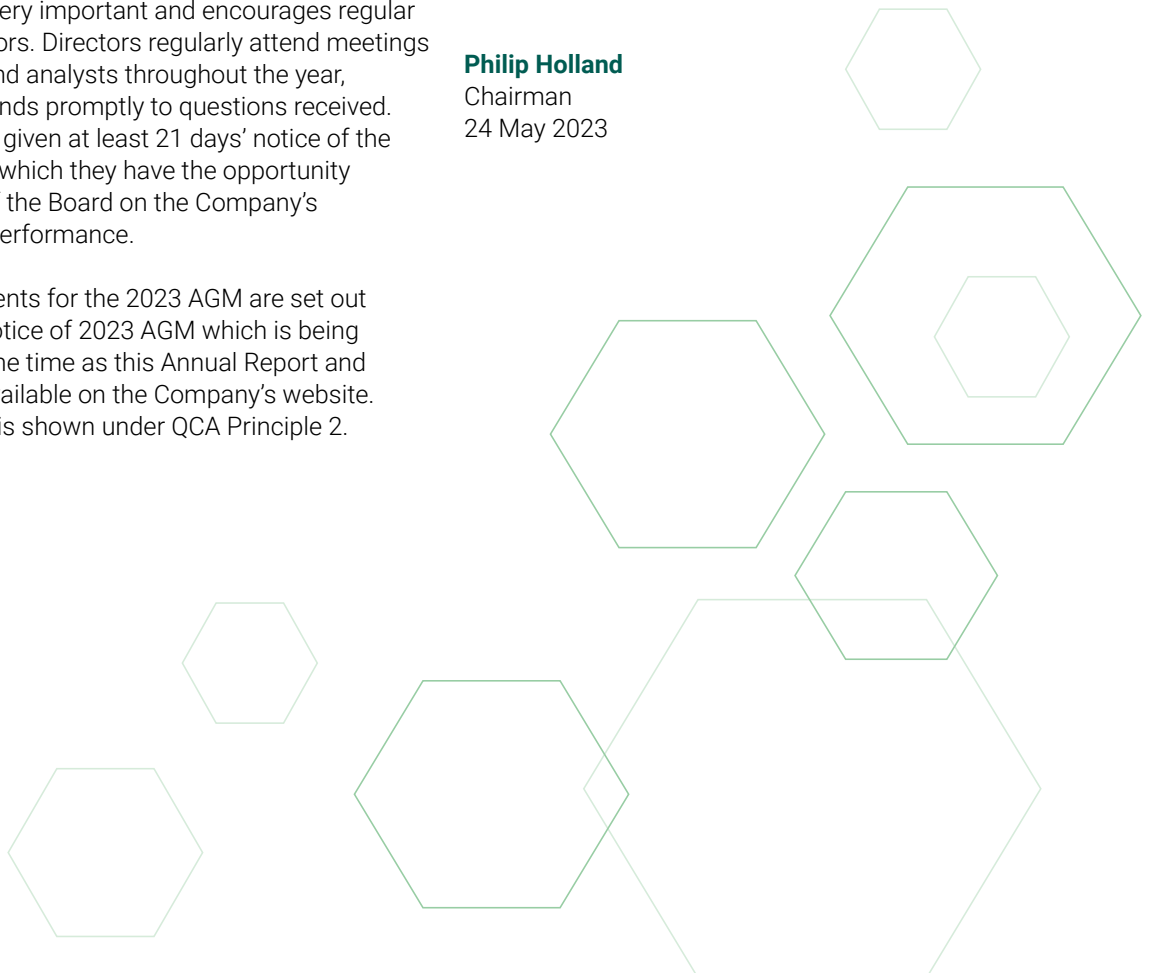 ery important and encourages regular
ors. Directors regularly attend meetings
nd analysts throughout the year,
nds promptly to questions received.
given at least 21 days’ notice of the
which they have the opportunity
the Board on the Company’s
erformance.
ents for the 2023 AGM are set out
otice of 2023 AGM which is being
ne time as this Annual Report and
ailable on the Company’s website.
is shown under QCA Principle 2.
Philip Holland
Chairman
24 May 2023